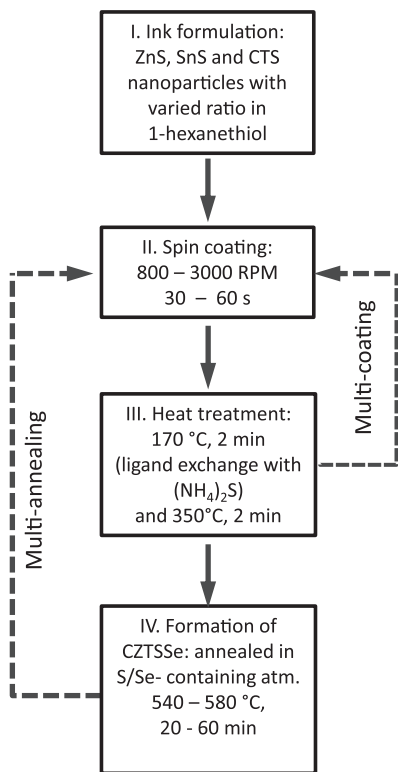 I. Ink formulation:
ZnS, SnS and CTS
nanoparticles with
varied ratio in
1-hexanethiol
II. Spin coating:
800 – 3000 RPM
30 – 60 s
Multi-coating
III. Heat treatment:
170 °C, 2 min
(ligand exchange with
(NH₄)₂S)
and 350°C, 2 min
Multi-annealing
IV. Formation of
CZTSSe: annealed in
S/Se- containing atm.
540 – 580 °C,
20 - 60 min